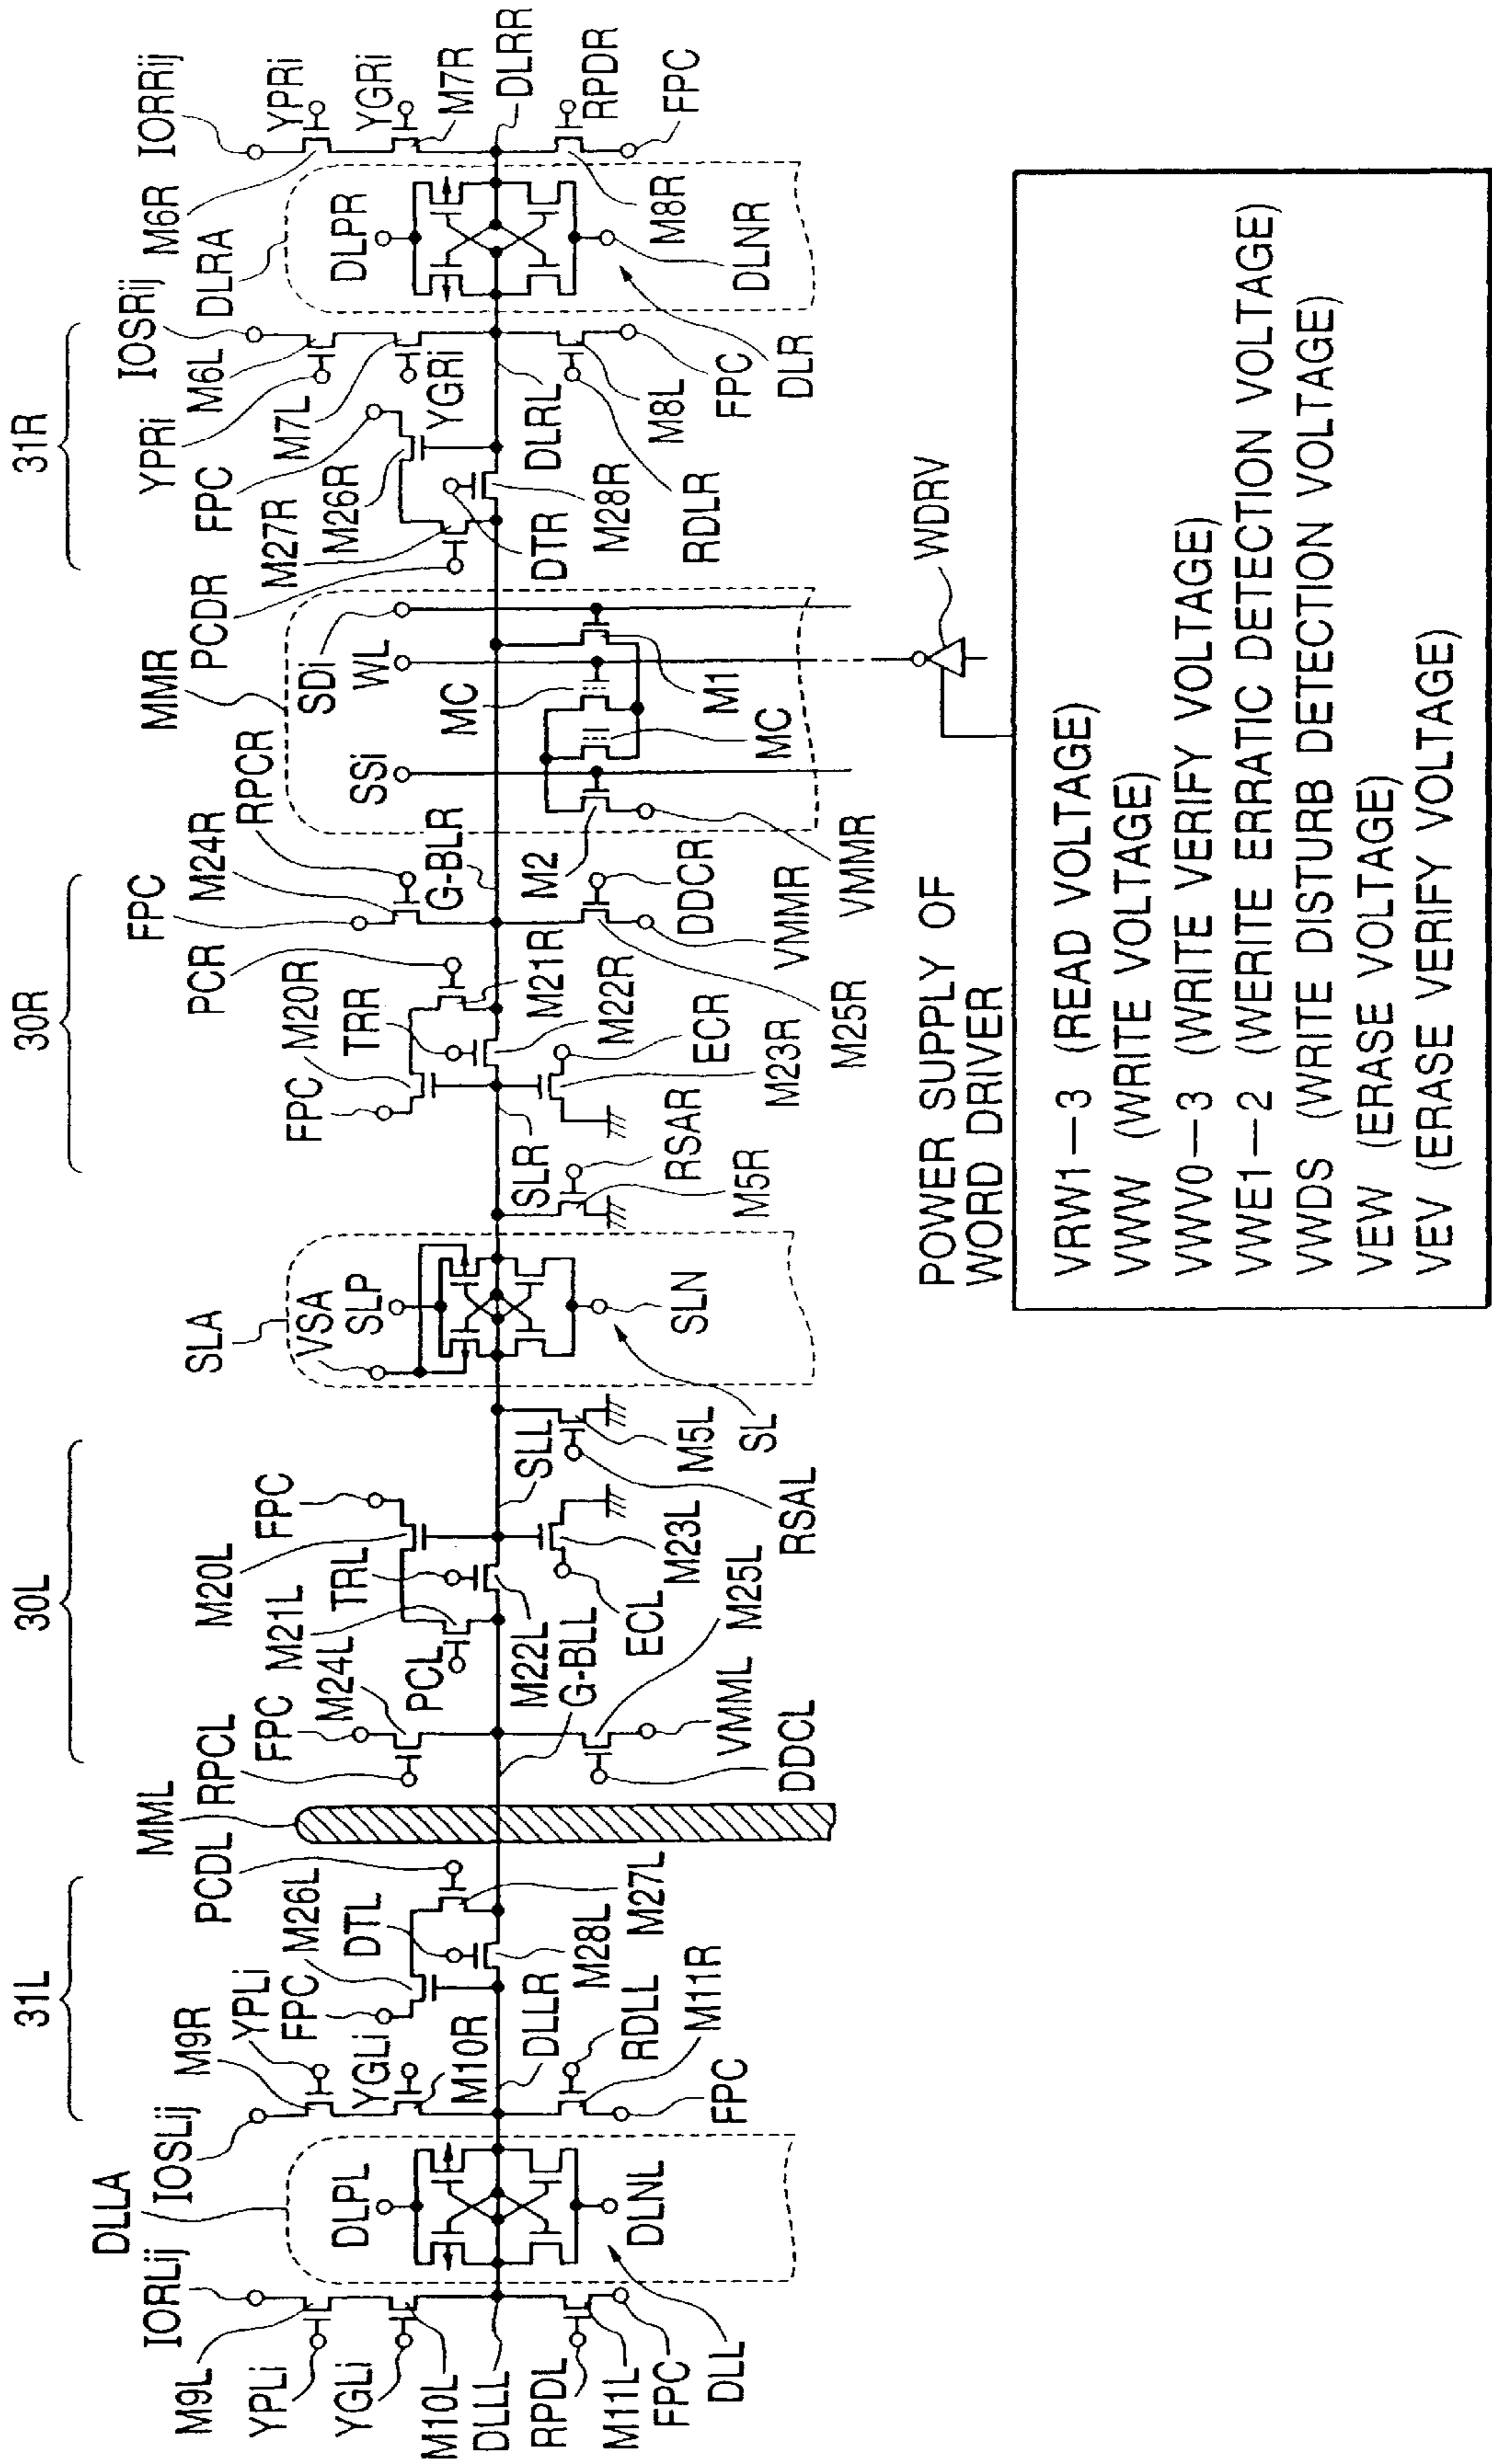 31L
30L
30R
31R
DLLA
IORLij
M9L
YPLi
YGLi
M10L
DLLL
RPDL
M11L
FPC
DLL
DLPL
DLNL
IOSLij
M9R
YPLi
FPC
YGLi
M10R
DLLR
RDLL
M11R
FPC
M26L
DTL
M28L
M27L
PCDL
MML
RPCL
FPC
M24L
M21L
PCL
M22L
G-BLL
VMML
DDCL
M20L
TRL
FPC
ECL
M25L
M23L
SLL
RSAL
M5L
SL
SLA
VSA
SLP
SLN
SLR
RSAR
M5R
FPC
M20R
TRR
PCR
M21R
M22R
ECR
M23R
FPC
M24R
RPCR
G-BLR
DDCR
VMMR
M25R
MMR
SSi
SDi
WL
MC
MC
M1
M2
VMMR
PCDR
M27R
M26R
FPC
DTR
M28R
RDLR
YPRi
M7L
M6L
IOSRij
YGRi
DLRL
M8L
FPC
DLR
DLRA
DLPR
DLNR
M6R
IORRij
YPRi
YGRi
M7R
DLRR
RPDR
M8R
FPC
WDRV
POWER SUPPLY OF
WORD DRIVER
VRW1—3 (READ VOLTAGE)
VWW (WRITE VOLTAGE)
VWV0—3 (WRITE VERIFY VOLTAGE)
VWE1—2 (WERITE ERRATIC DETECTION VOLTAGE)
VWDS (WRITE DISTURB DETECTION VOLTAGE)
VEW (ERASE VOLTAGE)
VEV (ERASE VERIFY VOLTAGE)